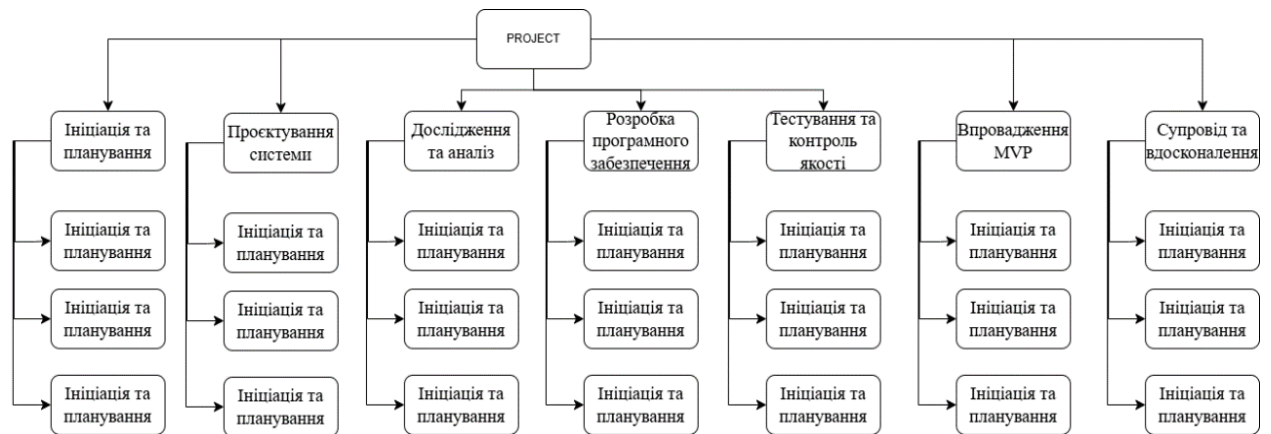 PROJECT
Ініціація та
планування
Проєктування
системи
Дослідження
та аналіз
Розробка
програмного
забезпечення
Тестування та
контроль
якості
Впровадження
MVP
Супровід та
вдосконалення
Ініціація та
планування
Ініціація та
планування
Ініціація та
планування
Ініціація та
планування
Ініціація та
планування
Ініціація та
планування
Ініціація та
планування
Ініціація та
планування
Ініціація та
планування
Ініціація та
планування
Ініціація та
планування
Ініціація та
планування
Ініціація та
планування
Ініціація та
планування
Ініціація та
планування
Ініціація та
планування
Ініціація та
планування
Ініціація та
планування
Ініціація та
планування
Ініціація та
планування
Ініціація та
планування